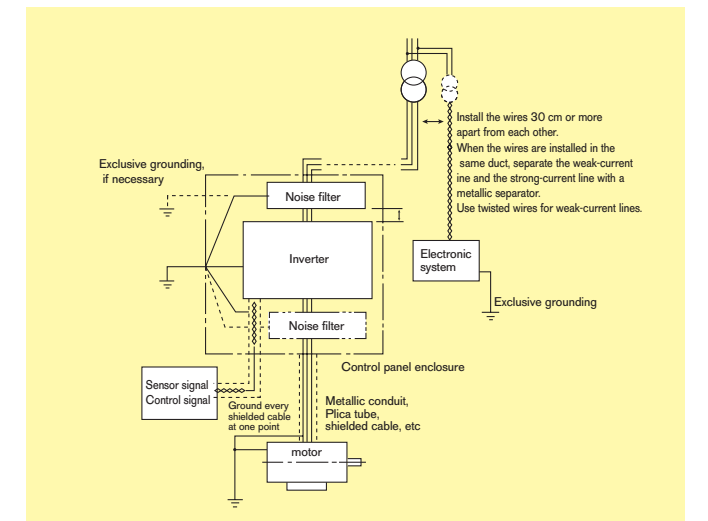 Install the wires 30 cm or more
apart from each other.
When the wires are installed in the
same duct, separate the weak-current
ine and the strong-current line with a
metallic separator.
Use twisted wires for weak-current lines.
Exclusive grounding,
if necessary
Noise filter
Inverter
Electronic
system
Exclusive grounding
Noise filter
Control panel enclosure
Sensor signal
Control signal
Ground every
shielded cable
at one point
Metallic conduit,
Plica tube,
shielded cable, etc
motor